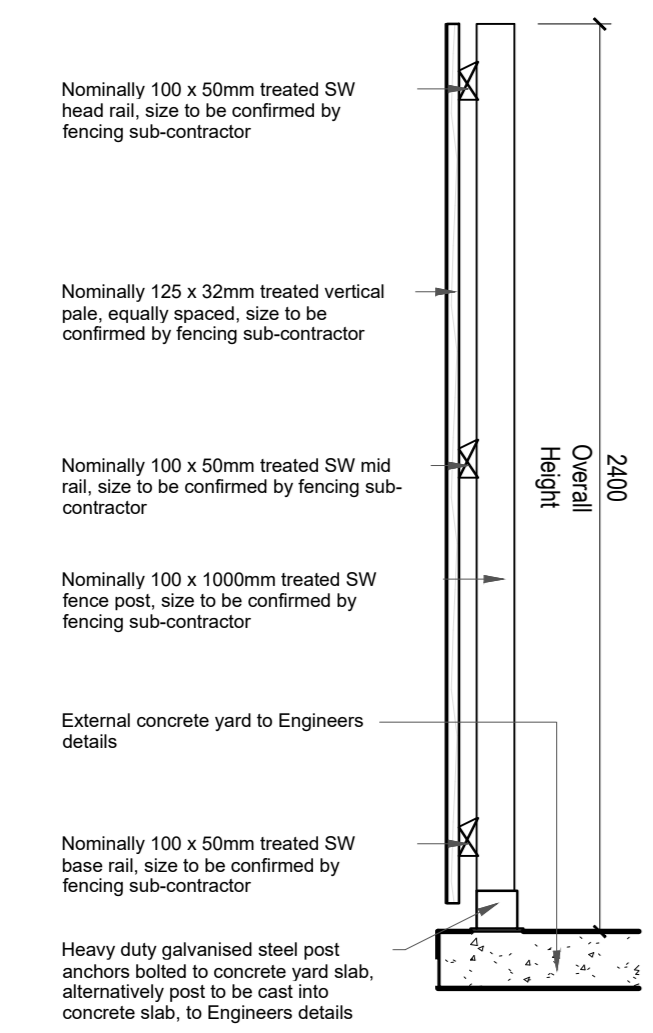 Nominally 100 x 50mm treated SW
head rail, size to be confirmed by
fencing sub-contractor
Nominally 125 x 32mm treated vertical
pale, equally spaced, size to be
confirmed by fencing sub-contractor
2400
Overall
Height
Nominally 100 x 50mm treated SW mid
rail, size to be confirmed by fencing sub-
contractor
Nominally 100 x 1000mm treated SW
fence post, size to be confirmed by
fencing sub-contractor
External concrete yard to Engineers
details
Nominally 100 x 50mm treated SW
base rail, size to be confirmed by
fencing sub-contractor
Heavy duty galvanised steel post
anchors bolted to concrete yard slab,
alternatively post to be cast into
concrete slab, to Engineers details